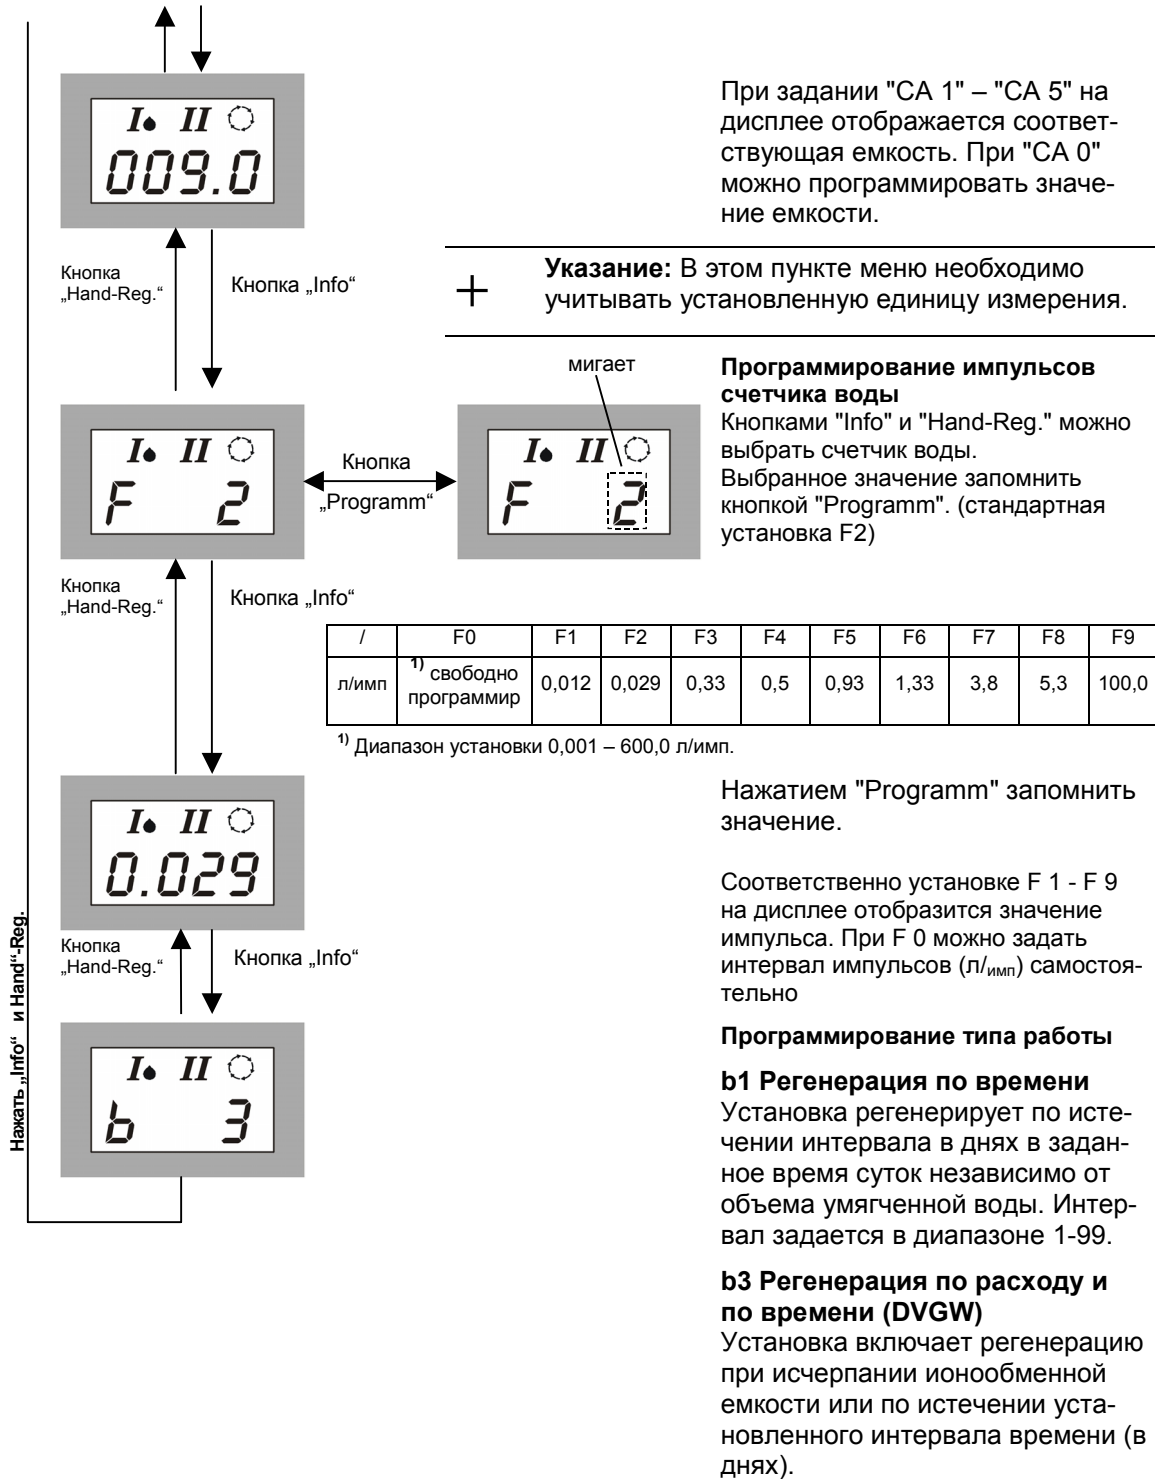 I II
009.0
При задании "CA 1" – "CA 5" на
дисплее отображается соответ-
ствующая емкость. При "CA 0"
можно программировать значе-
ние емкости.
Кнопка
„Hand-Reg.“
Кнопка „Info“
+
Указание: В этом пункте меню необходимо
учитывать установленную единицу измерения.
I II
F 2
Кнопка
„Programm“
мигает
I II
F 2
Программирование импульсов
счетчика воды
Кнопками "Info" и "Hand-Reg." можно
выбрать счетчик воды.
Выбранное значение запомнить
кнопкой "Programm". (стандартная
установка F2)
Кнопка
„Hand-Reg.“
Кнопка „Info“
/ F0 F1 F2 F3 F4 F5 F6 F7 F8 F9
л/имп 1) свободно программир 0,012 0,029 0,33 0,5 0,93 1,33 3,8 5,3 100,0
1) Диапазон установки 0,001 – 600,0 л/имп.
I II
0.029
Нажатием "Programm" запомнить
значение.
Соответственно установке F 1 - F 9
на дисплее отобразится значение
импульса. При F 0 можно задать
интервал импульсов (л/имп) самостоя-
тельно
Кнопка
„Hand-Reg.“
Кнопка „Info“
Нажать „Info“ и Hand“-Reg.
I II
b 3
Программирование типа работы
b1 Регенерация по времени
Установка регенерирует по исте-
чении интервала в днях в задан-
ное время суток независимо от
объема умягченной воды. Интер-
вал задается в диапазоне 1-99.
b3 Регенерация по расходу и
по времени (DVGW)
Установка включает регенерацию
при исчерпании ионообменной
емкости или по истечении уста-
новленного интервала времени (в
днях).